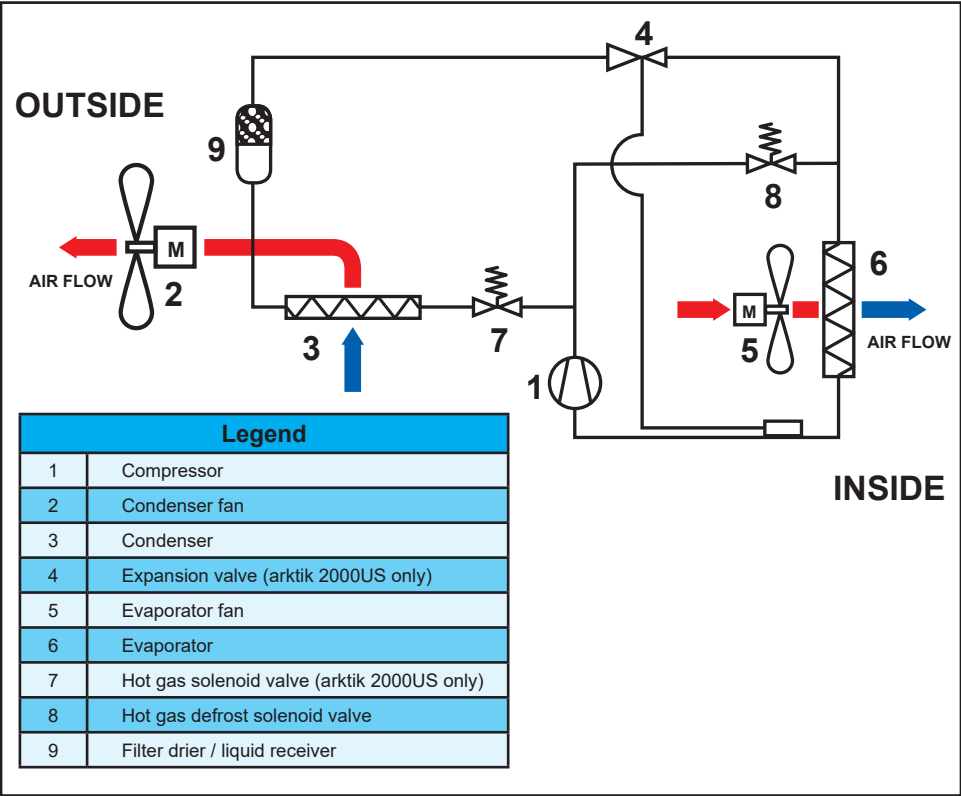 4
OUTSIDE
9
8
M
AIR FLOW
2
6
M
5
AIR FLOW
3
7
1
INSIDE
Legend
1 Compressor
2 Condenser fan
3 Condenser
4 Expansion valve (arktik 2000US only)
5 Evaporator fan
6 Evaporator
7 Hot gas solenoid valve (arktik 2000US only)
8 Hot gas defrost solenoid valve
9 Filter drier / liquid receiver